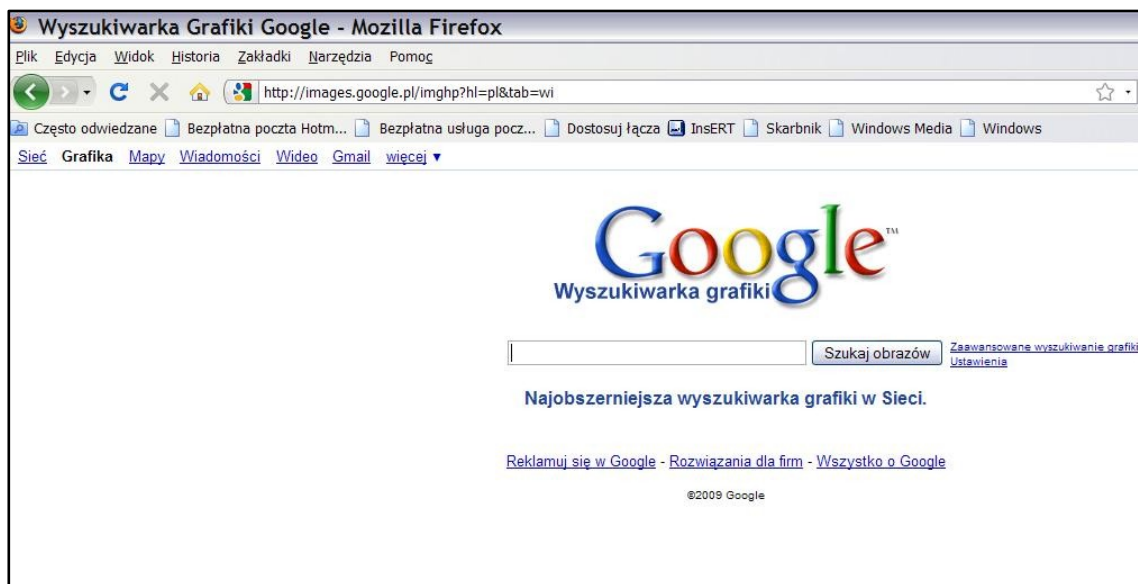 Wyszukiwarka Grafiki Google - Mozilla Firefox
Plik Edycja Widok Historia Zakładki Narzędzia Pomoc
http://images.google.pl/imghp?hl=pl&tab=wi
Często odwiedzane Bezpłatna poczta Hotm... Bezpłatna usługa pocz... Dostosuj łącza InsERT Skarbnik Windows Media Windows
Sieć Grafika Mapy Wiadomości Wideo Gmail więcej ▼
Google™
Wyszukiwarka grafiki
Szukaj obrazów Zaawansowane wyszukiwanie grafiki
Ustawienia
Najobszerniejsza wyszukiwarka grafiki w Sieci.
Reklamuj się w Google - Rozwiązania dla firm - Wszystko o Google
©2009 Google